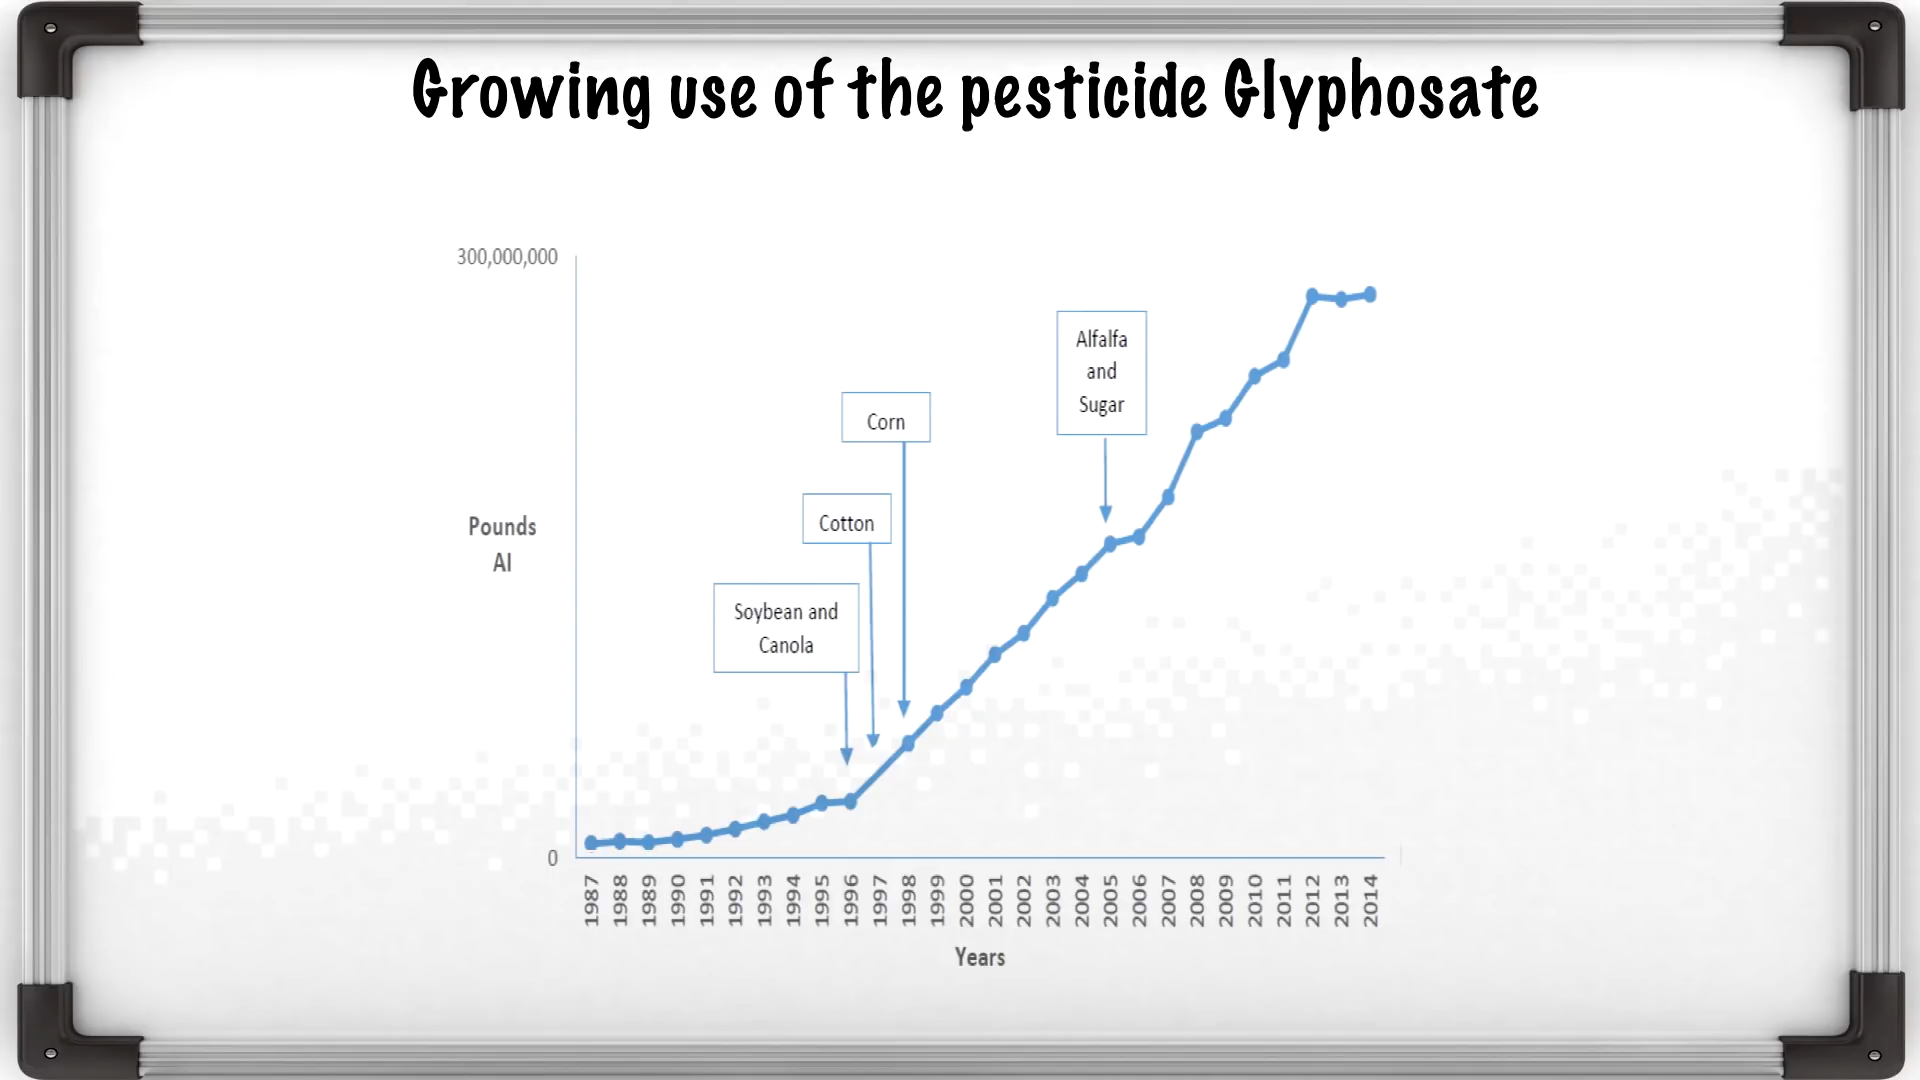 Growing use of the pesticide Glyphosate
300,000,000
Alfalfa
and
Sugar
Corn
Cotton
Pounds
AI
Soybean and
Canola
0
1987
1988
1989
1990
1991
1992
1993
1994
1995
1996
1997
1998
1999
2000
2001
2002
2003
2004
2005
2006
2007
2008
2009
2010
2011
2012
2013
2014
Years